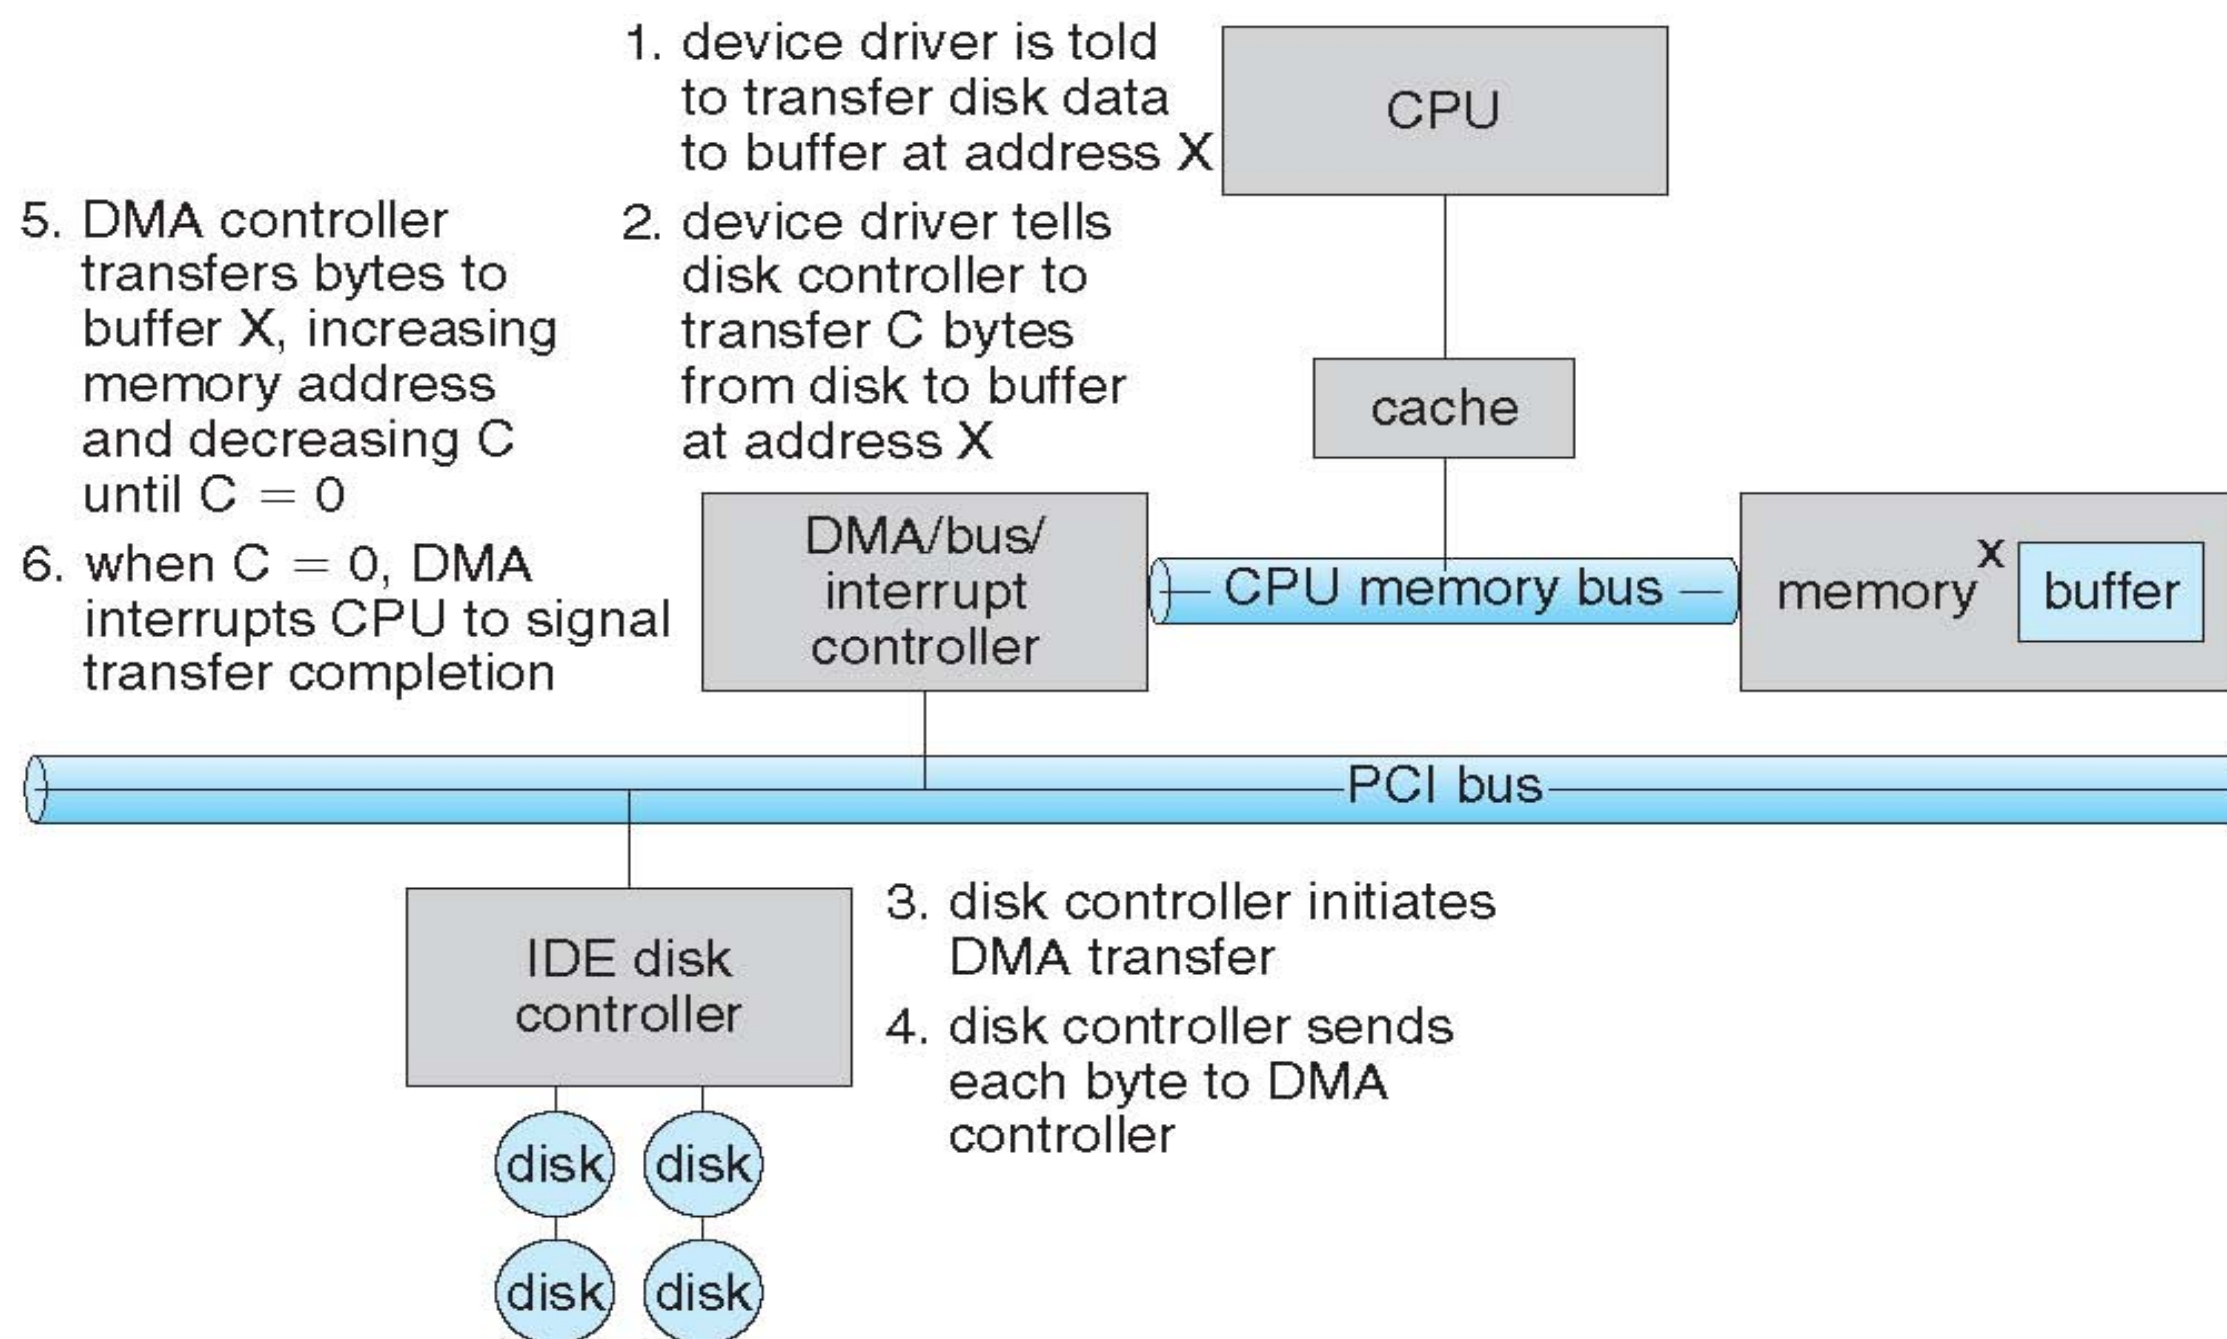 1. device driver is told
to transfer disk data
to buffer at address X
2. device driver tells
disk controller to
transfer C bytes
from disk to buffer
at address X
5. DMA controller
transfers bytes to
buffer X, increasing
memory address
and decreasing C
until C = 0
6. when C = 0, DMA
interrupts CPU to signal
transfer completion
CPU
cache
DMA/bus/
interrupt
controller
CPU memory bus
memory
X
buffer
PCI bus
IDE disk
controller
3. disk controller initiates
DMA transfer
4. disk controller sends
each byte to DMA
controller
disk
disk
disk
disk